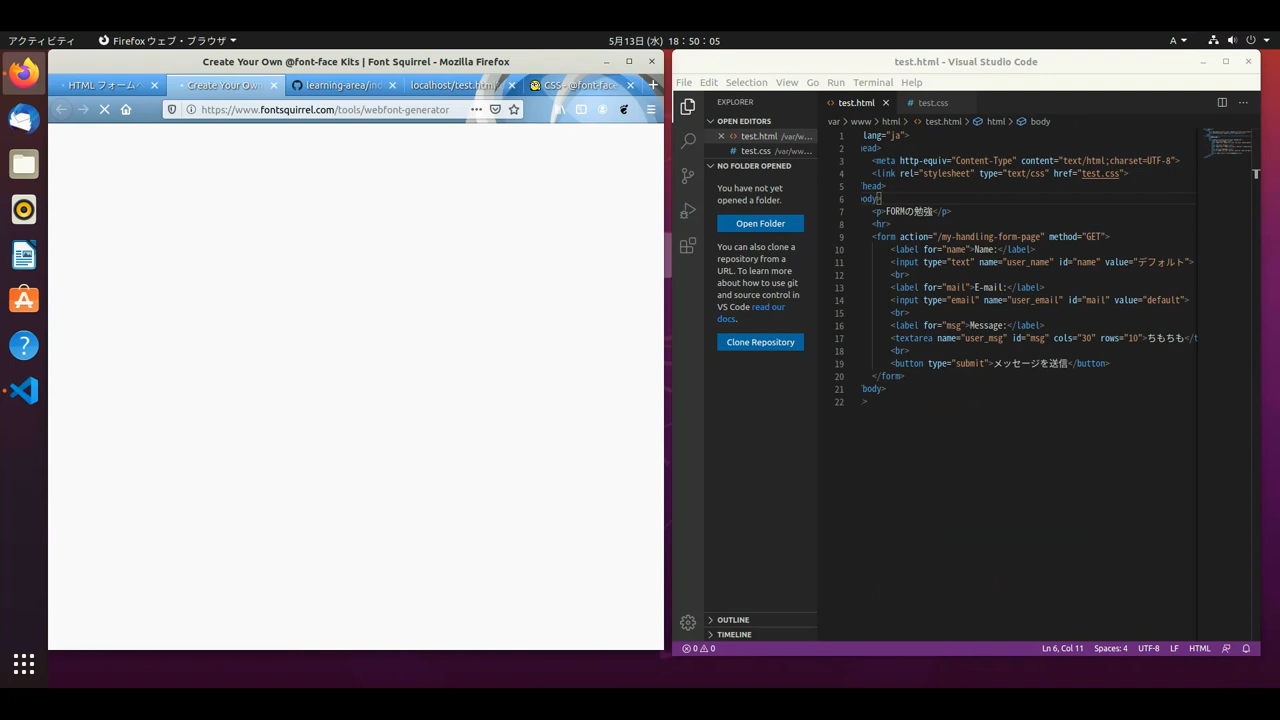 アクティビティ
Firefox ウェブ・ブラウザ
5月13日 (水) 18:50:05
A
Create Your Own @font-face Kits | Font Squirrel - Mozilla Firefox
HTML フォームへ
Create Your Own
learning-area/ind
localhost/test.html
CSS - @font-face
https://www.fontsquirrel.com/tools/webfont-generator
test.html - Visual Studio Code
File Edit Selection View Go Run Terminal Help
EXPLORER
OPEN EDITORS
test.html /var/w...
test.css /var/ww...
NO FOLDER OPENED
You have not yet
opened a folder.
Open Folder
You can also clone a
repository from a
URL. To learn more
about how to use git
and source control in
VS Code read our
docs.
Clone Repository
OUTLINE
TIMELINE
test.html
test.css
var > www > html > test.html > html > body
1 lang="ja">
2 ead>
3 <meta http-equiv="Content-Type" content="text/html;charset=UTF-8">
4 <link rel="stylesheet" type="text/css" href="test.css">
5 /head>
6 body>
7 <p>FORMの勉強</p>
8 <hr>
9 <form action="/my-handling-form-page" method="GET">
10 <label for="name">Name:</label>
11 <input type="text" name="user_name" id="name" value="デフォルト">
12 <br>
13 <label for="mail">E-mail:</label>
14 <input type="email" name="user_email" id="mail" value="default">
15 <br>
16 <label for="msg">Message:</label>
17 <textarea name="user_msg" id="msg" cols="30" rows="10">ちもちも</t
18 <br>
19 <button type="submit">メッセージを送信</button>
20 </form>
21 /body>
22 >
0 0
Ln 6, Col 11 Spaces: 4 UTF-8 LF HTML